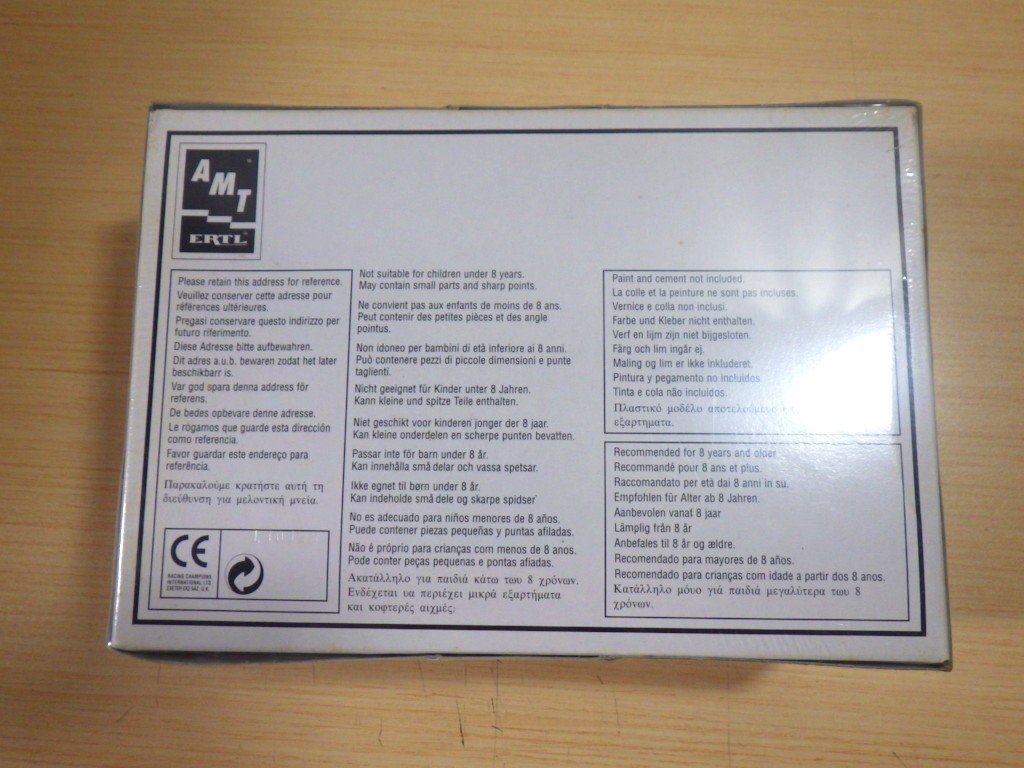 AMT
ERTL
Please retain this address for reference.
Veuillez conserver cette adresse pour
références ultérieures.
Pregasi conservare questo indirizzo per
futuro riferimento.
Diese Adresse bitte aufbewahren.
Dit adres a.u.b. bewaren zodat het later
beschikbarr is.
Var god spara denna address för
referens.
De bedes opbevare denne adresse.
Le rógamos que guarde esta dirección
como referencia.
Favor guardar este endereço para
referência.
Παρακαλούμε κρατήστε αυτή τη
διεύθυνση για μελοντική μνεία.
CE
RACING CHAMPIONS
INTERNATIONAL LTD
Not suitable for children under 8 years.
May contain small parts and sharp points.
Ne convient pas aux enfants de moins de 8 ans.
Peut contenir des petites pièces et des angle
pointus.
Non idoneo per bambini di età inferiore ai 8 anni.
Può contenere pezzi di piccole dimensioni e punte
taglienti.
Nicht geeignet für Kinder unter 8 Jahren.
Kann kleine und spitze Teile enthalten.
Niet geschikt voor kinderen jonger der 8 jaar.
Kan kleine onderdelen en scherpe punten bevatten.
Passar inte för barn under 8 år.
Kan innehålla små delar och vassa spetsar.
Ikke egnet til børn under 8 år.
Kan indeholde små dele og skarpe spidser
No es adecuado para niños menores de 8 años.
Puede contener piezas pequeñas y puntas afiladas.
Não é próprio para crianças com menos de 8 anos.
Pode conter peças pequenas e pontas afiadas.
Ακατάλληλο για παιδιά κάτω των 8 χρόνων.
Ενδέχεται υα περιέχει μικρά εξαρτήματα
και κοφτερές αιχμές.
Paint and cement not included.
La colle et la peinture ne sont pas incluses.
Vernice e colla non inclusi.
Farbe und Kleber nicht enthalten.
Verf en lijm zijn niet bijgesloten.
Färg och lim ingår ej.
Maling og lim er ikke inkluderet.
Pintura y pegamento no incluidos.
Tinta e cola não incluidos.
Πλαστικό μοδέλο
εξαρτηματα.
Recommended for 8 years and older
Recommandé pour 8 ans et plus.
Raccomandato per età dai 8 anni in su.
Empfohlen für Alter ab 8 Jahren.
Aanbevolen vanaf 8 jaar
Lämplig från 8 år
Anbefales til 8 år og ældre.
Recomendado para mayores de 8 años.
Recomendado para crianças com idade a partir dos 8 anos.
Κατάλληλο μόυο γιά παιδιά μεγαλύτερα των 8
χρόνων.